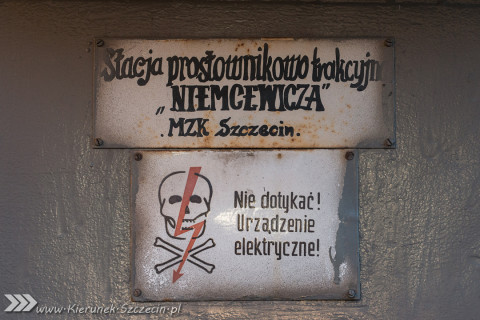 Stacja prostownikowo trakcyjna
„NIEMCEWICZA"
MZK Szczecin.
Nie dotykać!
Urządzenie
elektryczne!
www.Kierunek-Szczecin.pl